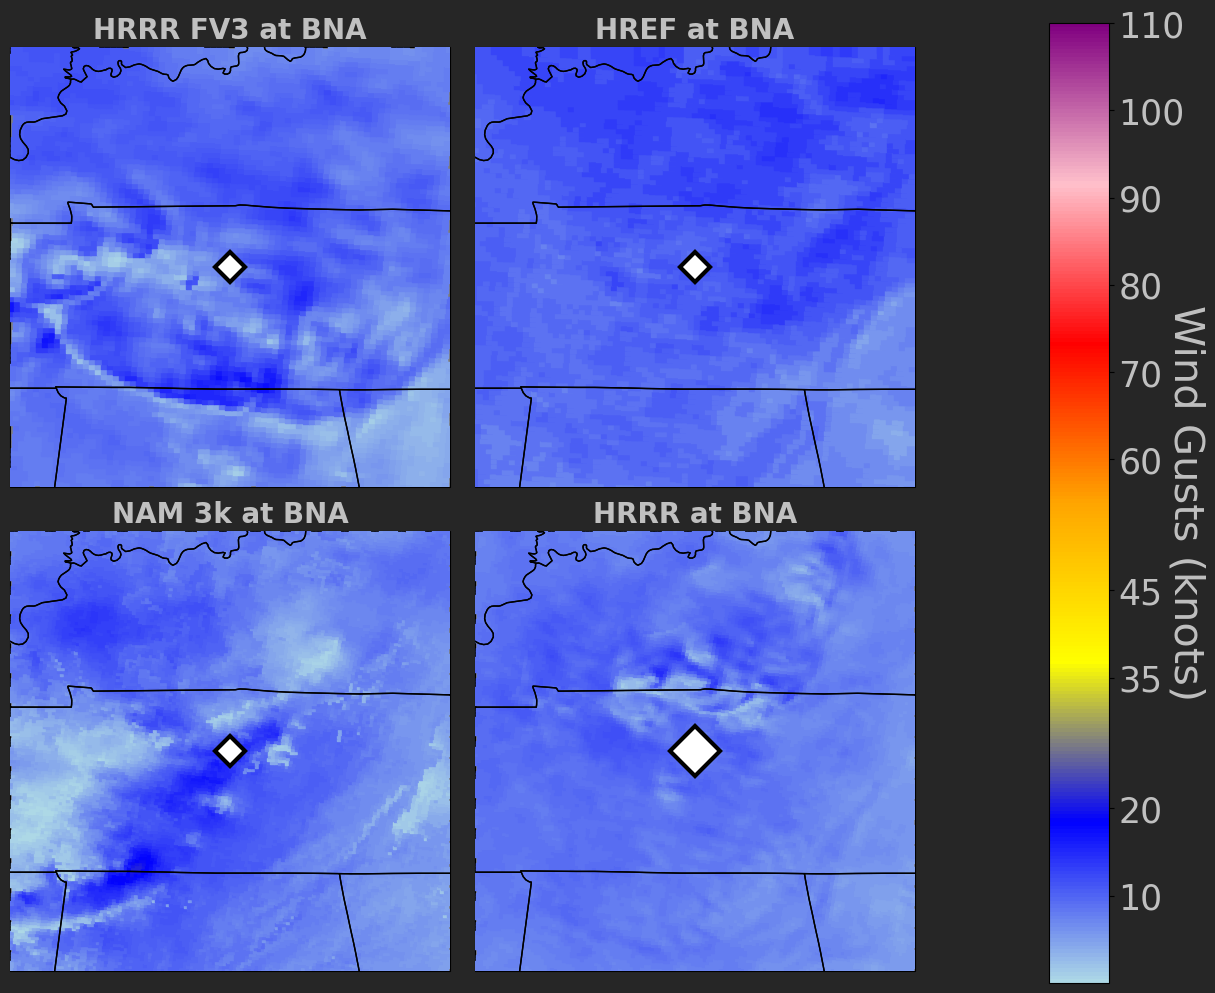 HRRR FV3 at BNA
HREF at BNA
NAM 3k at BNA
HRRR at BNA
110
100
90
80
70
60
45
35
20
10
Wind Gusts (knots)